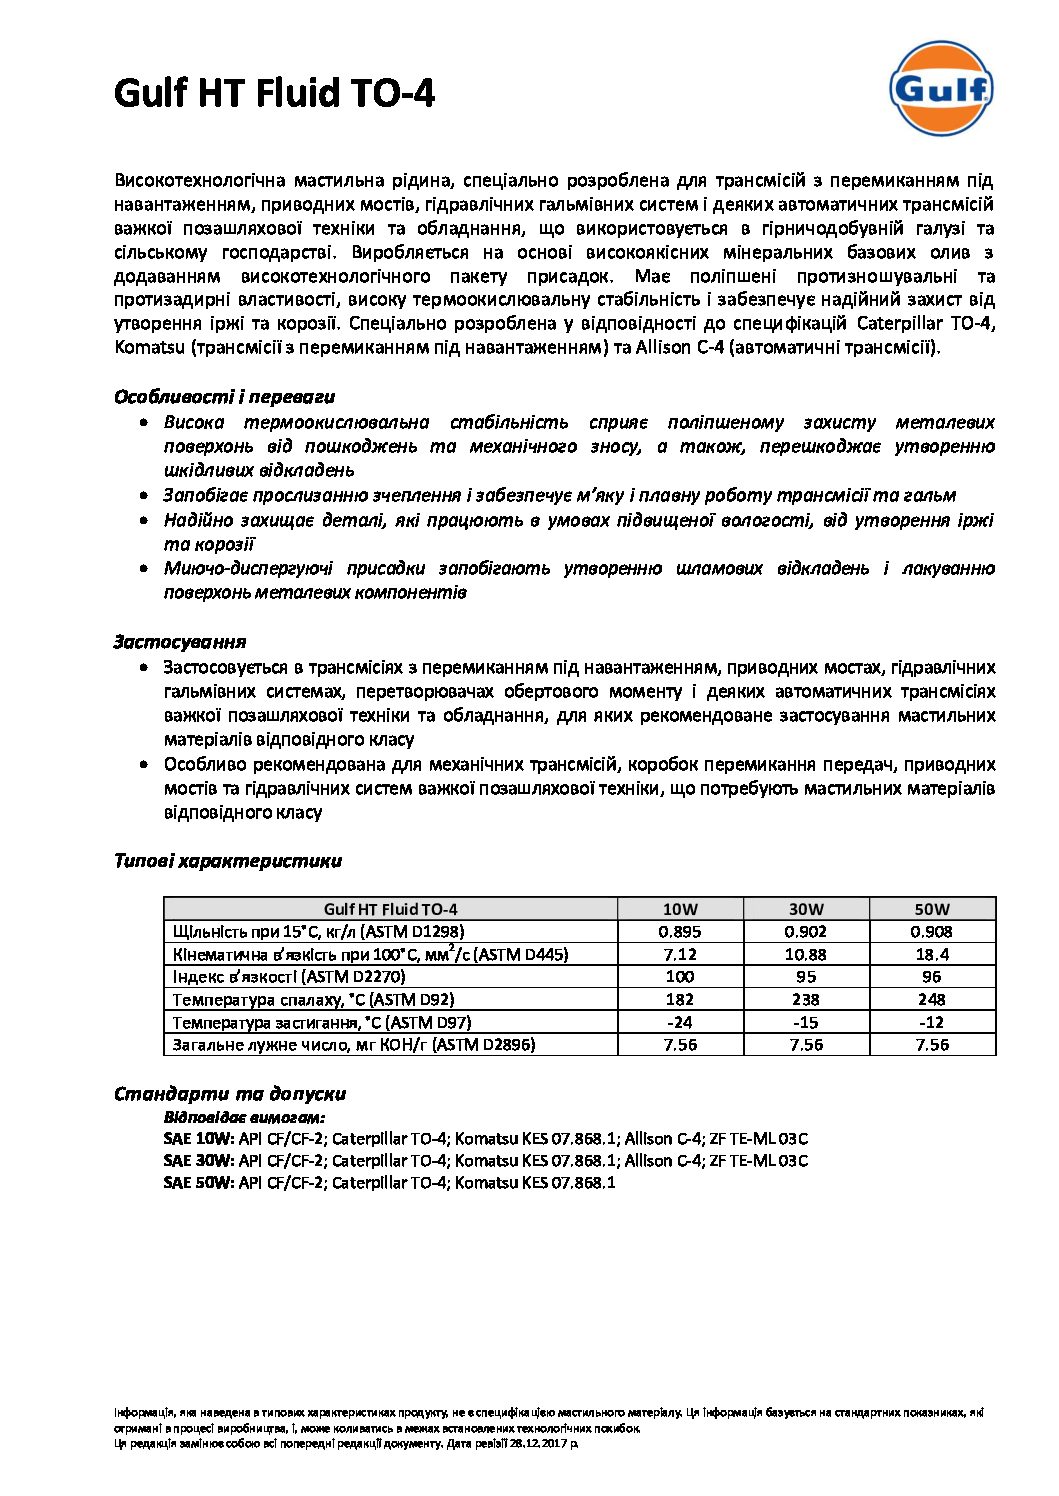 Gulf HT Fluid TO-4
Gulf
Високотехнологічна мастильна рідина, спеціально розроблена для трансмісій з перемиканням під
навантаженням, приводних мостів, гідравлічних гальмівних систем і деяких автоматичних трансмісій
важкої позашляхової техніки та обладнання, що використовується в гірничодобувній галузі та
сільському господарстві. Виробляється на основі високоякісних мінеральних базових олив з
додаванням високотехнологічного пакету присадок. Має поліпшені протизношувальні та
протизадирні властивості, високу термоокислювальну стабільність і забезпечує надійний захист від
утворення іржі та корозії. Спеціально розроблена у відповідності до специфікацій Caterpillar TO-4,
Komatsu (трансмісії з перемиканням під навантаженням) та Allison C-4 (автоматичні трансмісії).
Особливості і переваги
• Висока термоокислювальна стабільність сприяє поліпшеному захисту металевих
поверхонь від пошкоджень та механічного зносу, а також, перешкоджає утворенню
шкідливих відкладень
• Запобігає прослизанню зчеплення і забезпечує м’яку і плавну роботу трансмісії та гальм
• Надійно захищає деталі, які працюють в умовах підвищеної вологості, від утворення іржі
та корозії
• Миючо-диспергуючі присадки запобігають утворенню шламових відкладень і лакуванню
поверхонь металевих компонентів
Застосування
• Застосовується в трансмісіях з перемиканням під навантаженням, приводних мостах, гідравлічних
гальмівних системах, перетворювачах обертового моменту і деяких автоматичних трансмісіях
важкої позашляхової техніки та обладнання, для яких рекомендоване застосування мастильних
матеріалів відповідного класу
• Особливо рекомендована для механічних трансмісій, коробок перемикання передач, приводних
мостів та гідравлічних систем важкої позашляхової техніки, що потребують мастильних матеріалів
відповідного класу
Типові характеристики
Gulf HT Fluid TO-4 10W 30W 50W
Щільність при 15°С, кг/л (ASTM D1298) 0.895 0.902 0.908
Кінематична в’язкість при 100°С, мм²/с (ASTM D445) 7.12 10.88 18.4
Індекс в’язкості (ASTM D2270) 100 95 96
Температура спалаху, °С (ASTM D92) 182 238 248
Температура застигання, °С (ASTM D97) -24 -15 -12
Загальне лужне число, мг КОН/г (ASTM D2896) 7.56 7.56 7.56
Стандарти та допуски
Відповідає вимогам:
SAE 10W: API CF/CF-2; Caterpillar TO-4; Komatsu KES 07.868.1; Allison C-4; ZF TE-ML 03C
SAE 30W: API CF/CF-2; Caterpillar TO-4; Komatsu KES 07.868.1; Allison C-4; ZF TE-ML 03C
SAE 50W: API CF/CF-2; Caterpillar TO-4; Komatsu KES 07.868.1
Інформація, яка наведена в типових характеристиках продукту, не є специфікацією мастильного матеріалу. Ця інформація базується на стандартних показниках, які
отримані в процесі виробництва, і, може коливатись в межах встановлених технологічних похибок.
Ця редакція замінює собою всі попередні редакції документу. Дата ревізії 28.12.2017 р.